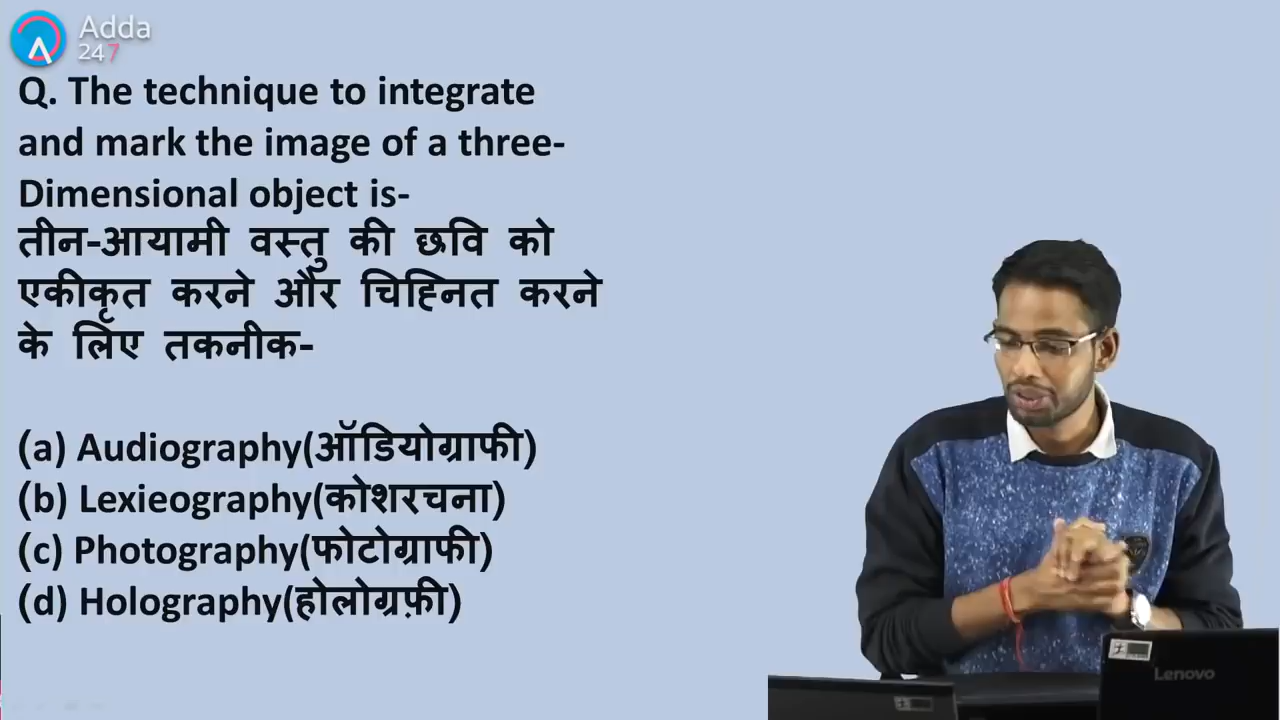 Adda
247
Q. The technique to integrate
and mark the image of a three-
Dimensional object is-
तीन-आयामी वस्तु की छवि को
एकीकृत करने और चिह्नित करने
के लिए तकनीक-
(a) Audiography(ऑडियोग्राफी)
(b) Lexieography(कोशरचना)
(c) Photography(फोटोग्राफी)
(d) Holography(होलोग्रफ़ी)
Lenovo